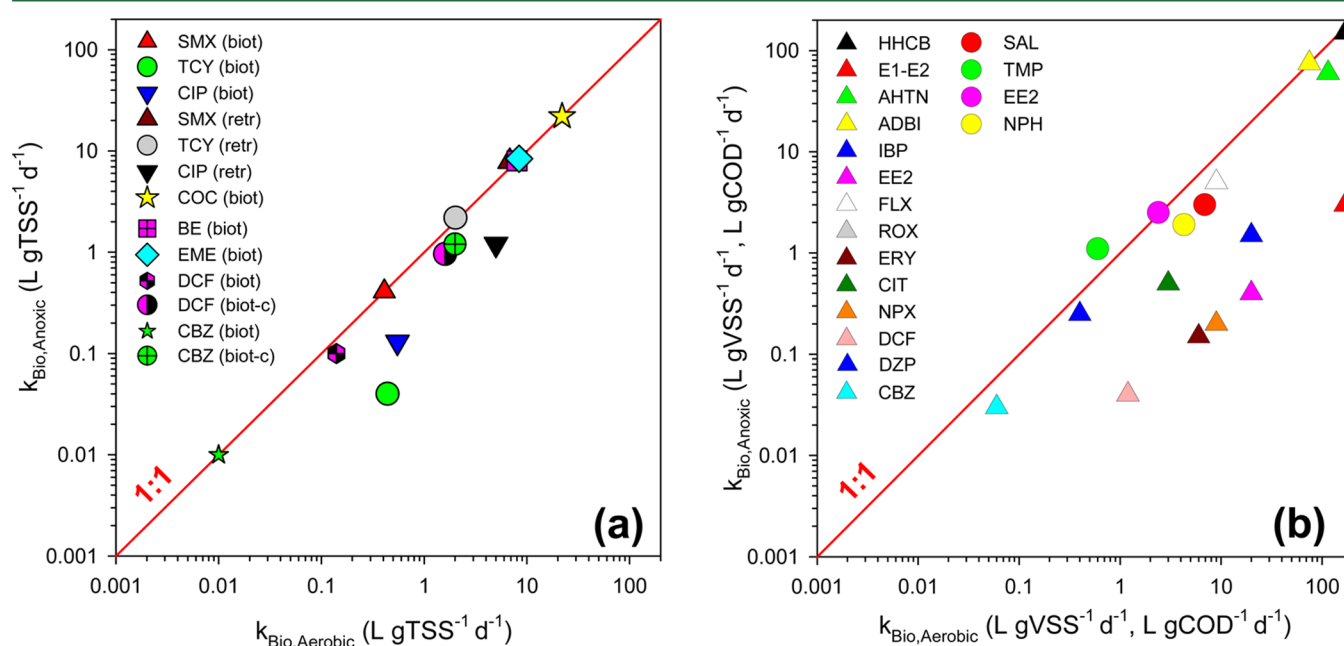 100
10
1
0.1
0.01
0.001
k_Bio,Anoxic (L gTSS⁻¹ d⁻¹)
SMX (biot)
TCY (biot)
CIP (biot)
SMX (retr)
TCY (retr)
CIP (retr)
COC (biot)
BE (biot)
EME (biot)
DCF (biot)
DCF (biot-c)
CBZ (biot)
CBZ (biot-c)
1:1
(a)
0.001 0.01 0.1 1 10 100
k_Bio,Aerobic (L gTSS⁻¹ d⁻¹)
100
10
1
0.1
0.01
0.001
k_Bio,Anoxic (L gVSS⁻¹ d⁻¹, L gCOD⁻¹ d⁻¹)
HHCB
E1-E2
AHTN
ADBI
IBP
EE2
FLX
ROX
ERY
CIT
NPX
DCF
DZP
CBZ
SAL
TMP
EE2
NPH
1:1
(b)
0.001 0.01 0.1 1 10 100
k_Bio,Aerobic (L gVSS⁻¹ d⁻¹, L gCOD⁻¹ d⁻¹)